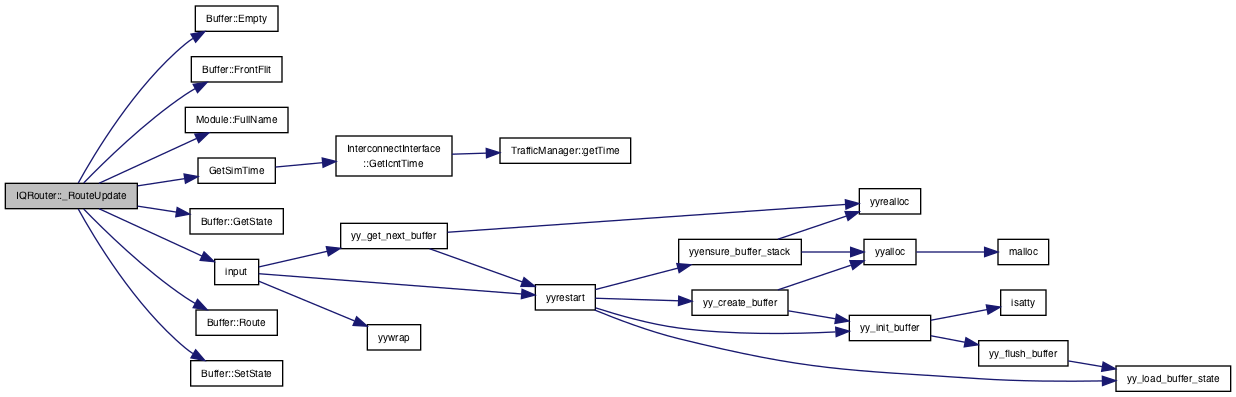 Buffer::Empty
Buffer::FrontFlit
Module::FullName
InterconnectInterface
::GetIcntTime
TrafficManager::getTime
GetSimTime
IQRouter::_RouteUpdate
Buffer::GetState
yyrealloc
yy_get_next_buffer
yyensure_buffer_stack
yyalloc
malloc
input
yyrestart
yy_create_buffer
isatty
Buffer::Route
yywrap
yy_init_buffer
yy_flush_buffer
Buffer::SetState
yy_load_buffer_state